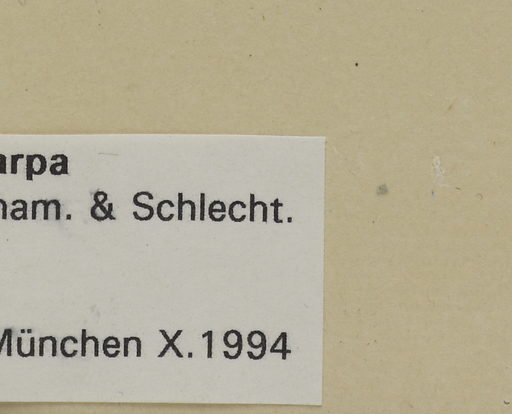 arpa
ham. & Schlecht.
München X.1994